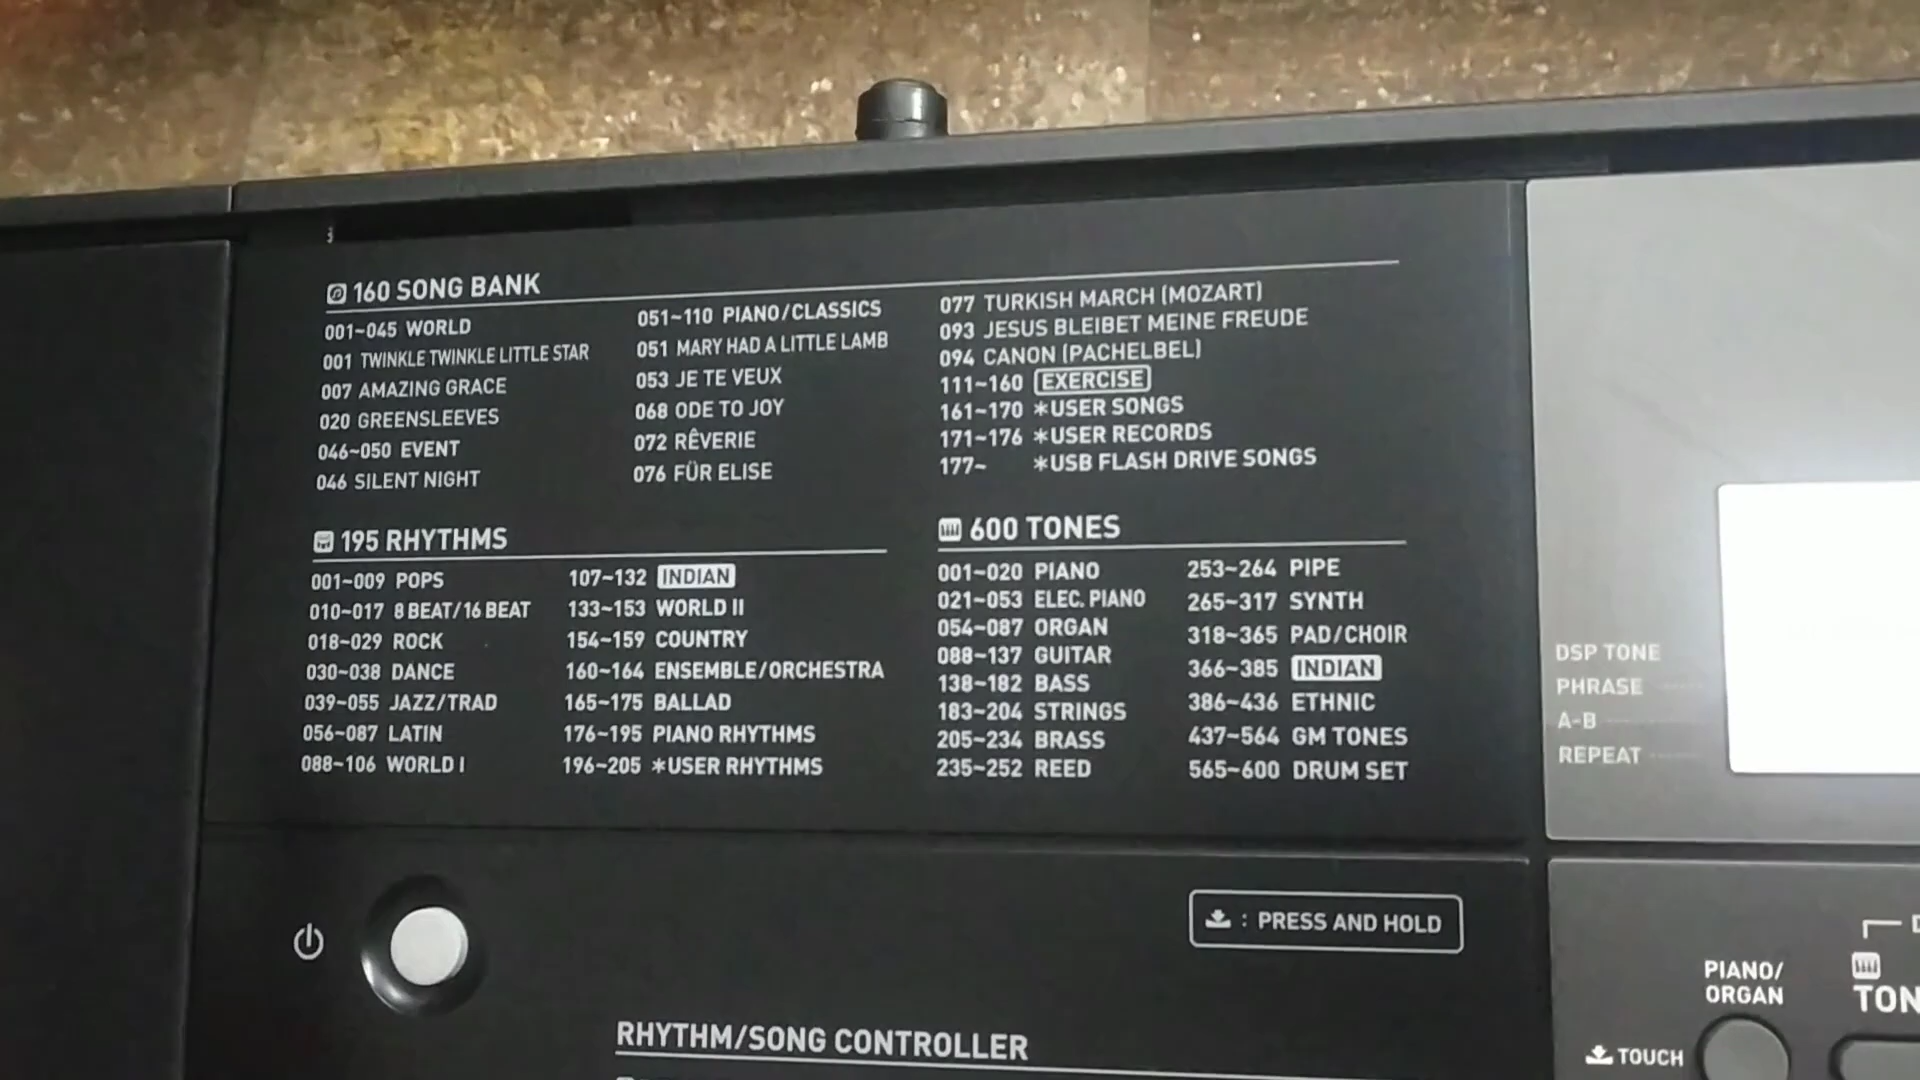 160 SONG BANK
001~045 WORLD
001 TWINKLE TWINKLE LITTLE STAR
007 AMAZING GRACE
020 GREENSLEEVES
046~050 EVENT
046 SILENT NIGHT
051~110 PIANO/CLASSICS
051 MARY HAD A LITTLE LAMB
053 JE TE VEUX
068 ODE TO JOY
072 RÊVERIE
076 FÜR ELISE
077 TURKISH MARCH (MOZART)
093 JESUS BLEIBET MEINE FREUDE
094 CANON (PACHELBEL)
111~160 EXERCISE
161~170 *USER SONGS
171~176 *USER RECORDS
177~ *USB FLASH DRIVE SONGS
195 RHYTHMS
001~009 POPS
010~017 8 BEAT/16 BEAT
018~029 ROCK
030~038 DANCE
039~055 JAZZ/TRAD
056~087 LATIN
088~106 WORLD I
107~132 INDIAN
133~153 WORLD II
154~159 COUNTRY
160~164 ENSEMBLE/ORCHESTRA
165~175 BALLAD
176~195 PIANO RHYTHMS
196~205 *USER RHYTHMS
600 TONES
001~020 PIANO
021~053 ELEC. PIANO
054~087 ORGAN
088~137 GUITAR
138~182 BASS
183~204 STRINGS
205~234 BRASS
235~252 REED
253~264 PIPE
265~317 SYNTH
318~365 PAD/CHOIR
366~385 INDIAN
386~436 ETHNIC
437~564 GM TONES
565~600 DRUM SET
DSP TONE
PHRASE
A-B
REPEAT
: PRESS AND HOLD
PIANO/
ORGAN
TON
TOUCH
RHYTHM/SONG CONTROLLER